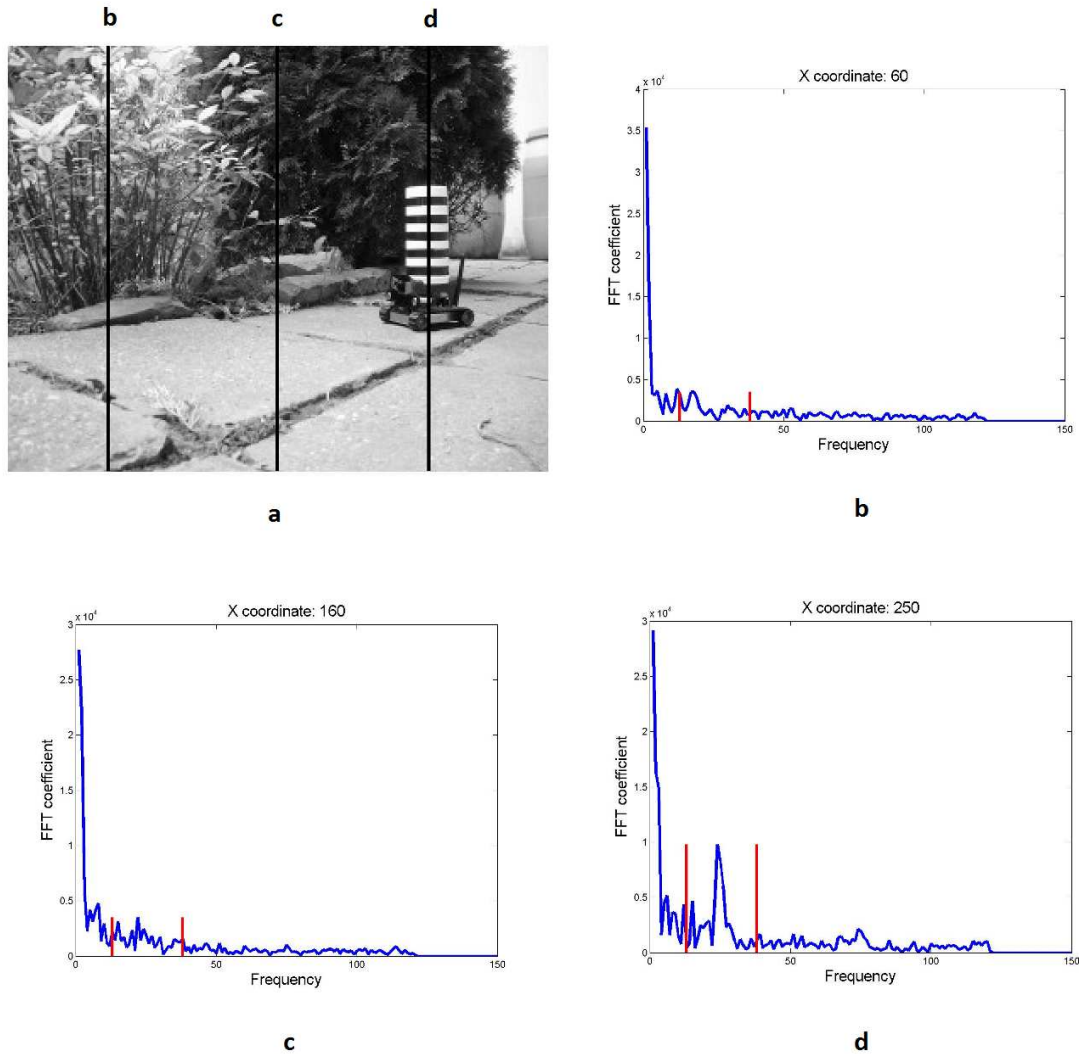 b c d
a
X coordinate: 60
x 10⁴
4
3.5
3
2.5
2
1.5
1
0.5
0
0 50 100 150
FFT coefficient
Frequency
b
X coordinate: 160
x 10⁴
3
2.5
2
1.5
1
0.5
0
0 50 100 150
FFT coefficient
Frequency
c
X coordinate: 250
x 10⁴
3
2.5
2
1.5
1
0.5
0
0 50 100 150
FFT coefficient
Frequency
d